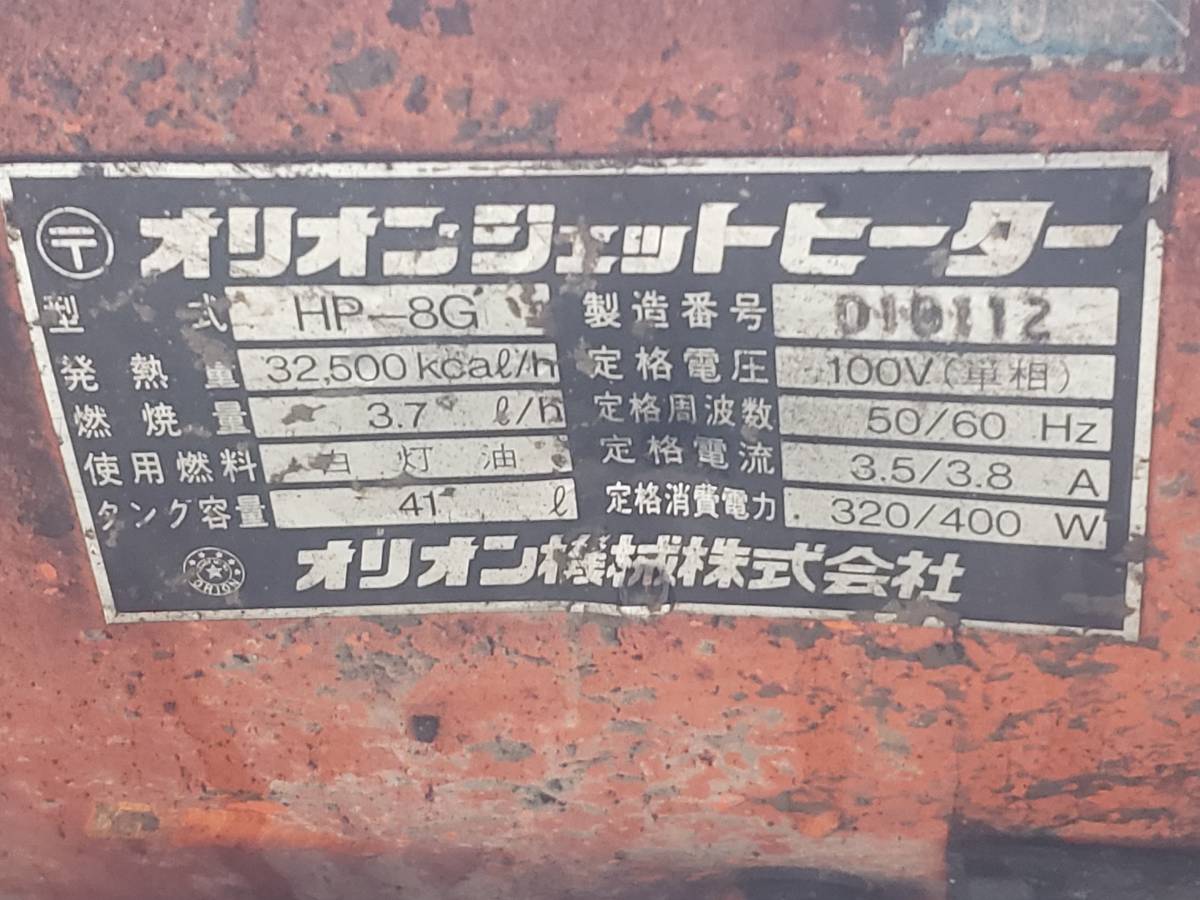 60Hz
〒 オリオンジェットヒーター
型式 HP-8G
製造番号 010112
発熱量 32,500 kcaℓ/h
定格電圧 100V(単相)
燃焼量 3.7 ℓ/h
定格周波数 50/60 Hz
使用燃料 白灯油
定格電流 3.5/3.8 A
タンク容量 41 ℓ
定格消費電力 320/400 W
ORION
オリオン機械株式会社